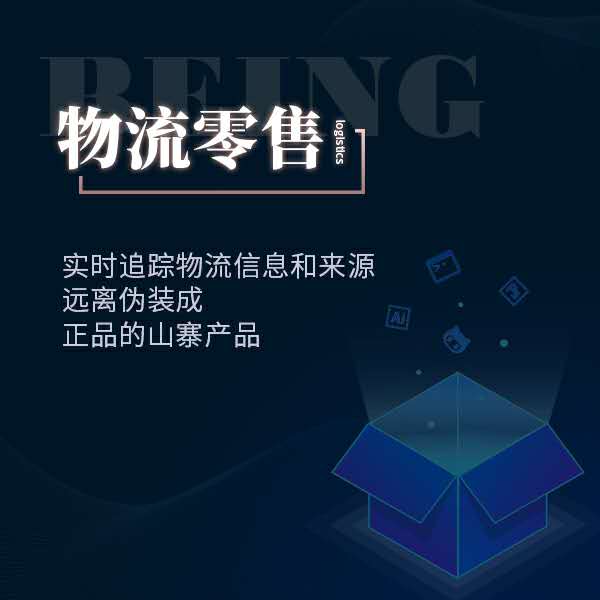 BEING
物流零售
logistics
实时追踪物流信息和来源
远离伪装成
正品的山寨产品
Ai